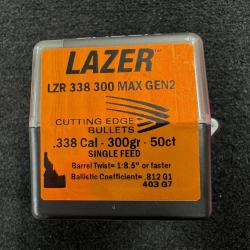 LAZER™
LZR 338 300 MAX GEN2
CUTTING EDGE
BULLETS
.338 Cal - 300gr - 50ct
SINGLE FEED
Barrel Twist= 1:8.5" or faster
Ballistic Coefficient= .812 G1
403 G7